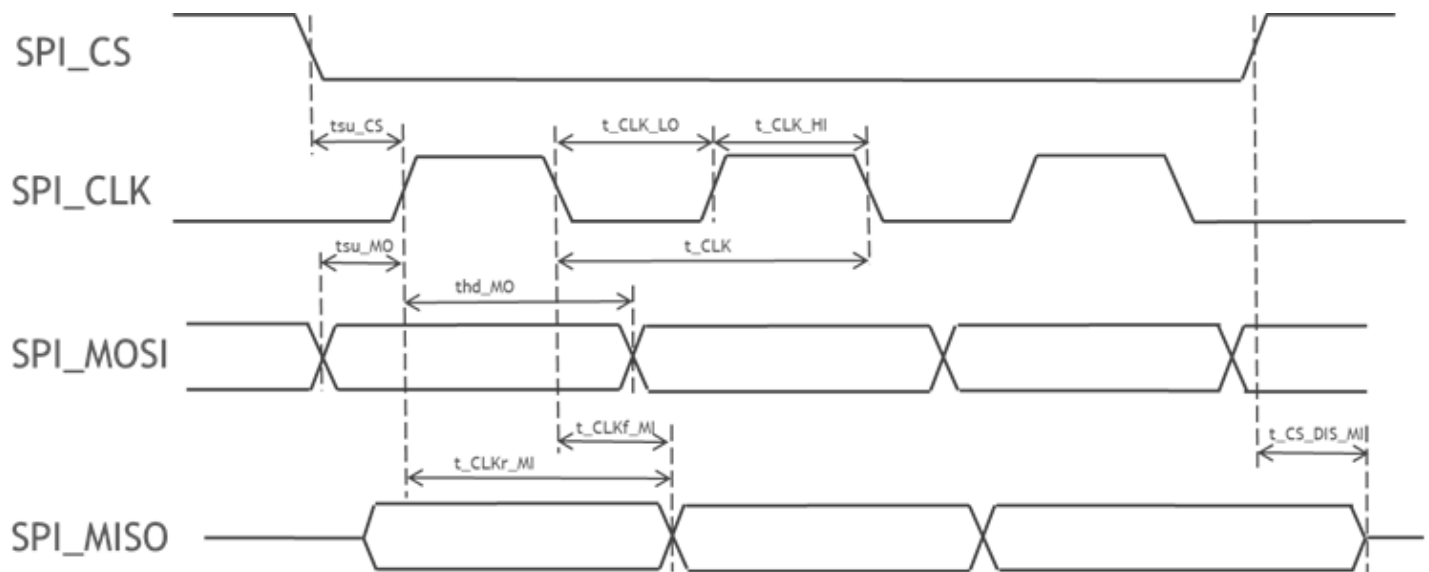 SPI_CS
tsu_CS
t_CLK_LO
t_CLK_HI
SPI_CLK
tsu_MO
t_CLK
thd_MO
SPI_MOSI
t_CLKf_MI
t_CS_DIS_MI
t_CLKr_MI
SPI_MISO